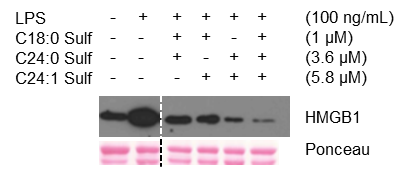 LPS - + + + + + (100 ng/mL)
C18:0 Sulf - - + + - + (1 µM)
C24:0 Sulf - - + - + + (3.6 µM)
C24:1 Sulf - - - + + + (5.8 µM)
HMGB1
Ponceau